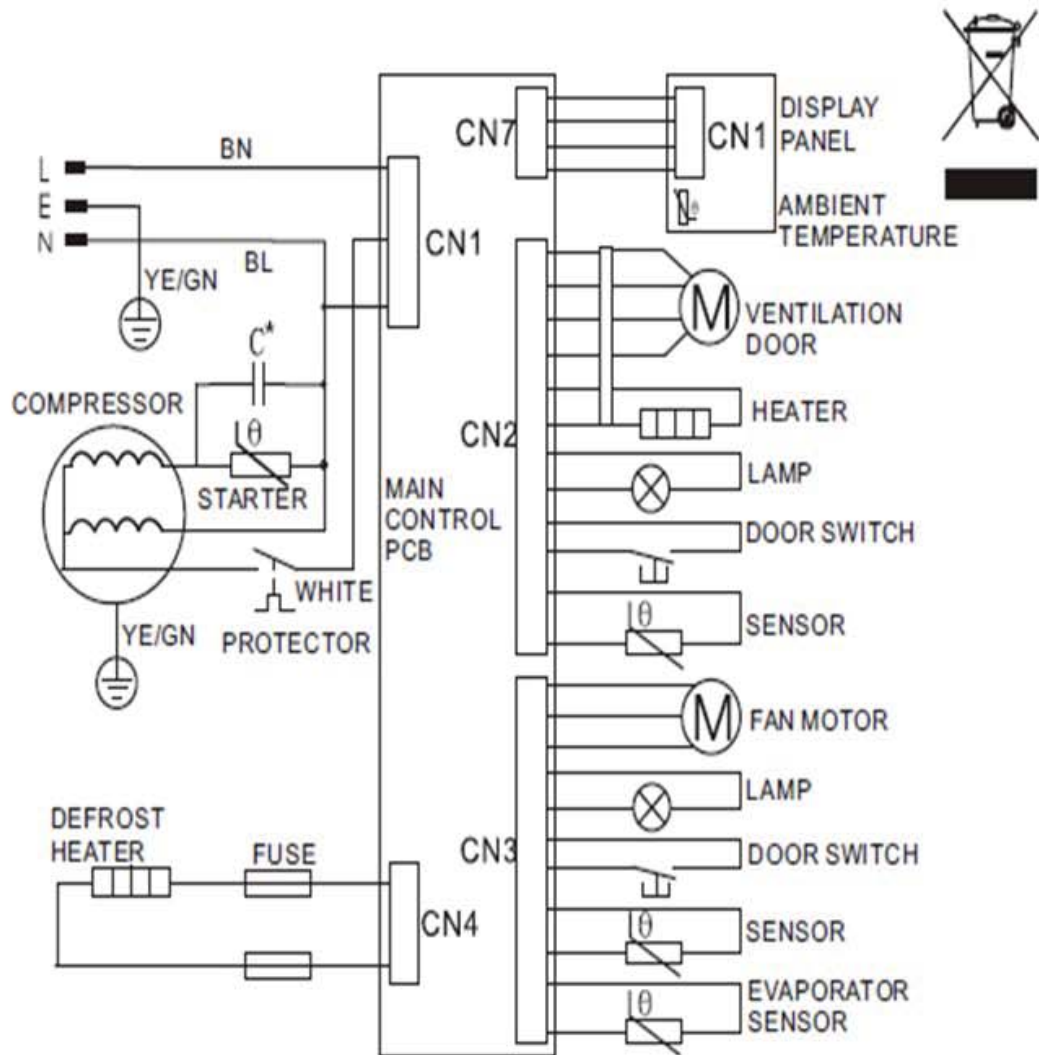 CN7
CN1
DISPLAY
PANEL
θ
AMBIENT
TEMPERATURE
L
BN
E
N
BL
CN1
YE/GN
C*
COMPRESSOR
θ
STARTER
MAIN
CONTROL
PCB
WHITE
PROTECTOR
YE/GN
CN2
M
VENTILATION
DOOR
HEATER
LAMP
DOOR SWITCH
θ
SENSOR
DEFROST
HEATER
FUSE
CN4
CN3
M
FAN MOTOR
LAMP
DOOR SWITCH
θ
SENSOR
θ
EVAPORATOR
SENSOR